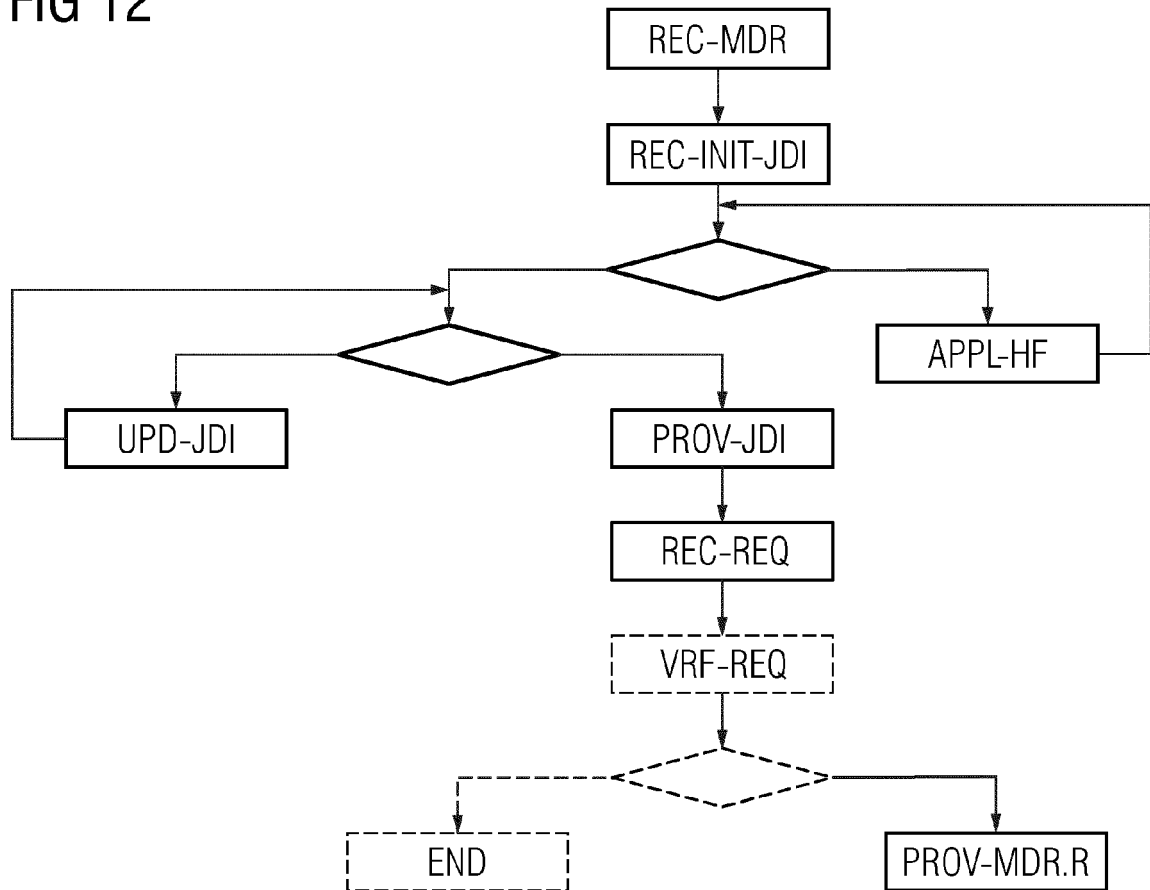 FIG 12
REC-MDR
REC-INIT-JDI
APPL-HF
UPD-JDI
PROV-JDI
REC-REQ
VRF-REQ
END
PROV-MDR.R